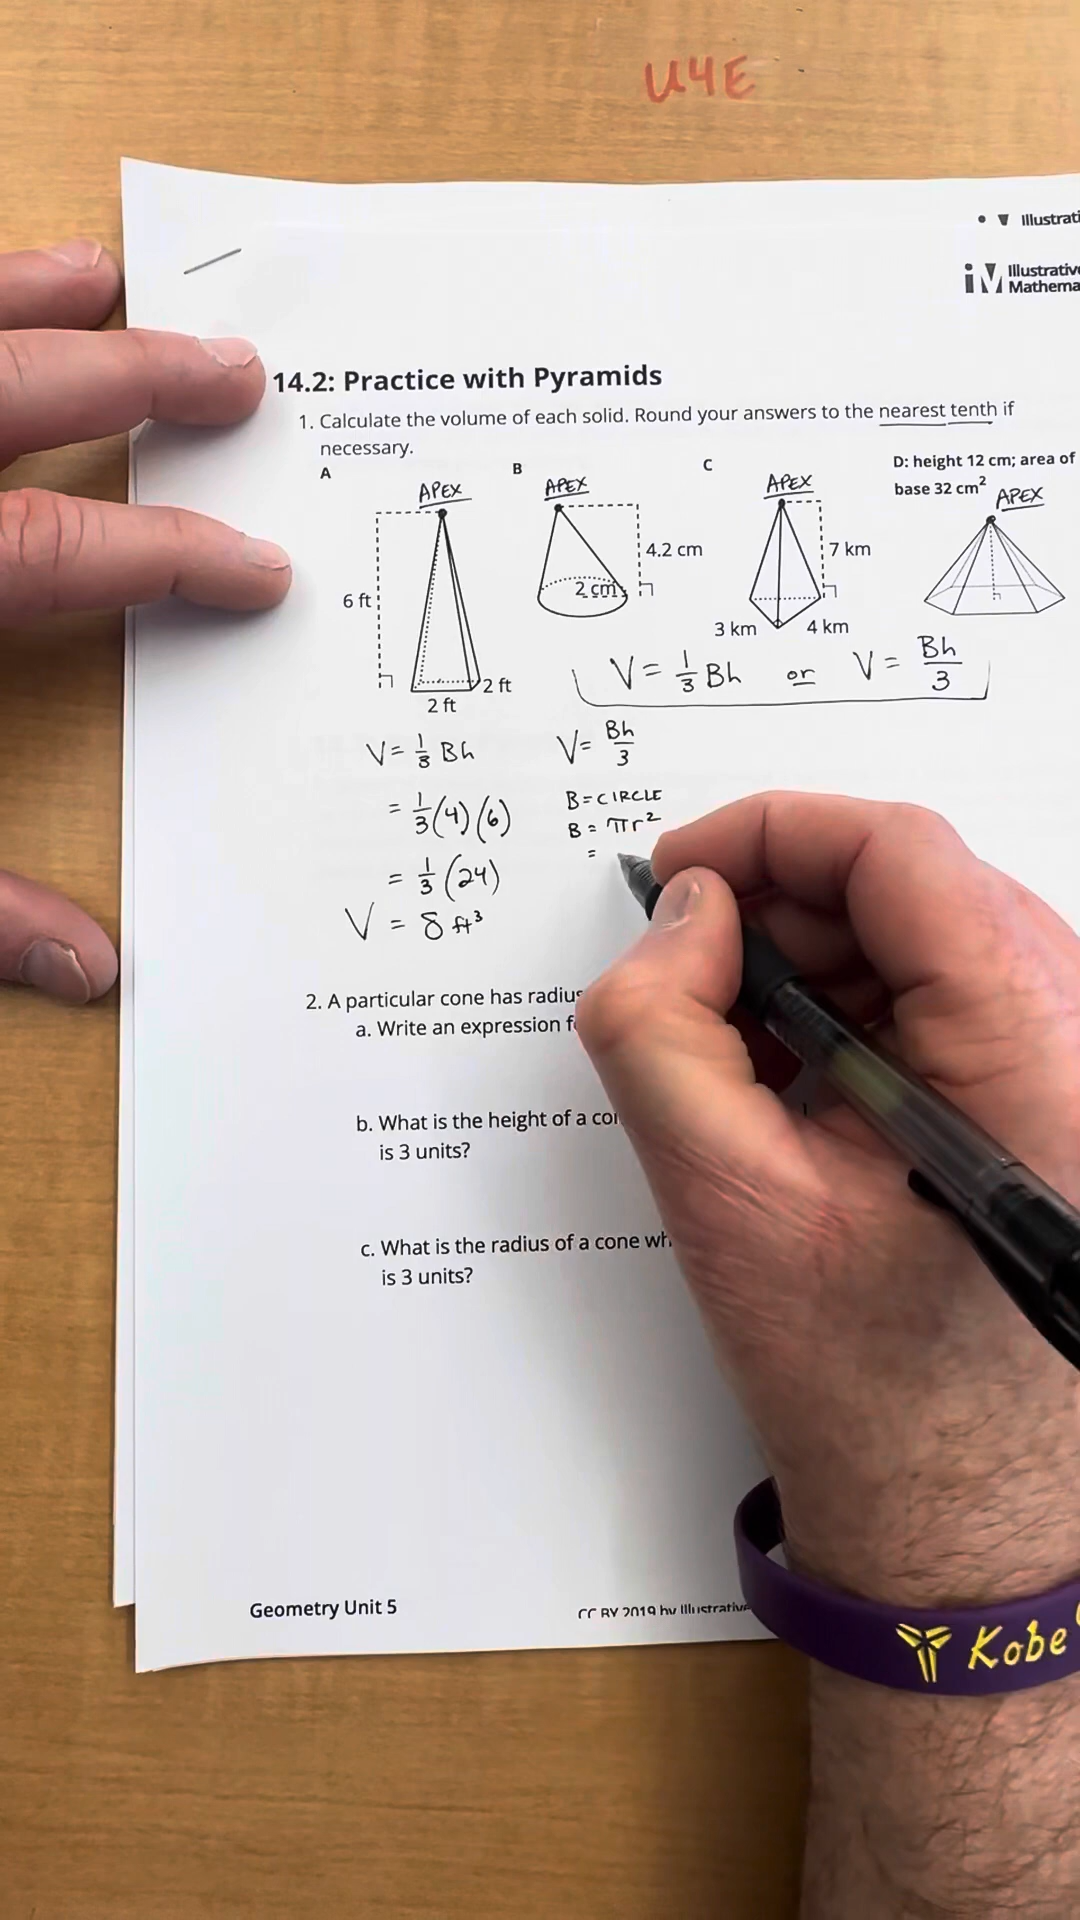 U4E
Illustrati
Illustrative
Mathema
14.2: Practice with Pyramids
1. Calculate the volume of each solid. Round your answers to the nearest tenth if
necessary.
A
APEX
6 ft
2 ft
2 ft
B
APEX
4.2 cm
2 cm
C
APEX
7 km
3 km
4 km
D: height 12 cm; area of
base 32 cm²
APEX
V = 1/3 Bh or V = Bh/3
V = 1/3 Bh
= 1/3 (4)(6)
= 1/3 (24)
V = 8 ft³
V = Bh/3
B = CIRCLE
B = πr²
=
2. A particular cone has radius
a. Write an expression f
b. What is the height of a co
is 3 units?
c. What is the radius of a cone wh
is 3 units?
Geometry Unit 5
CC BY 2019 by Illustrative
Kobe